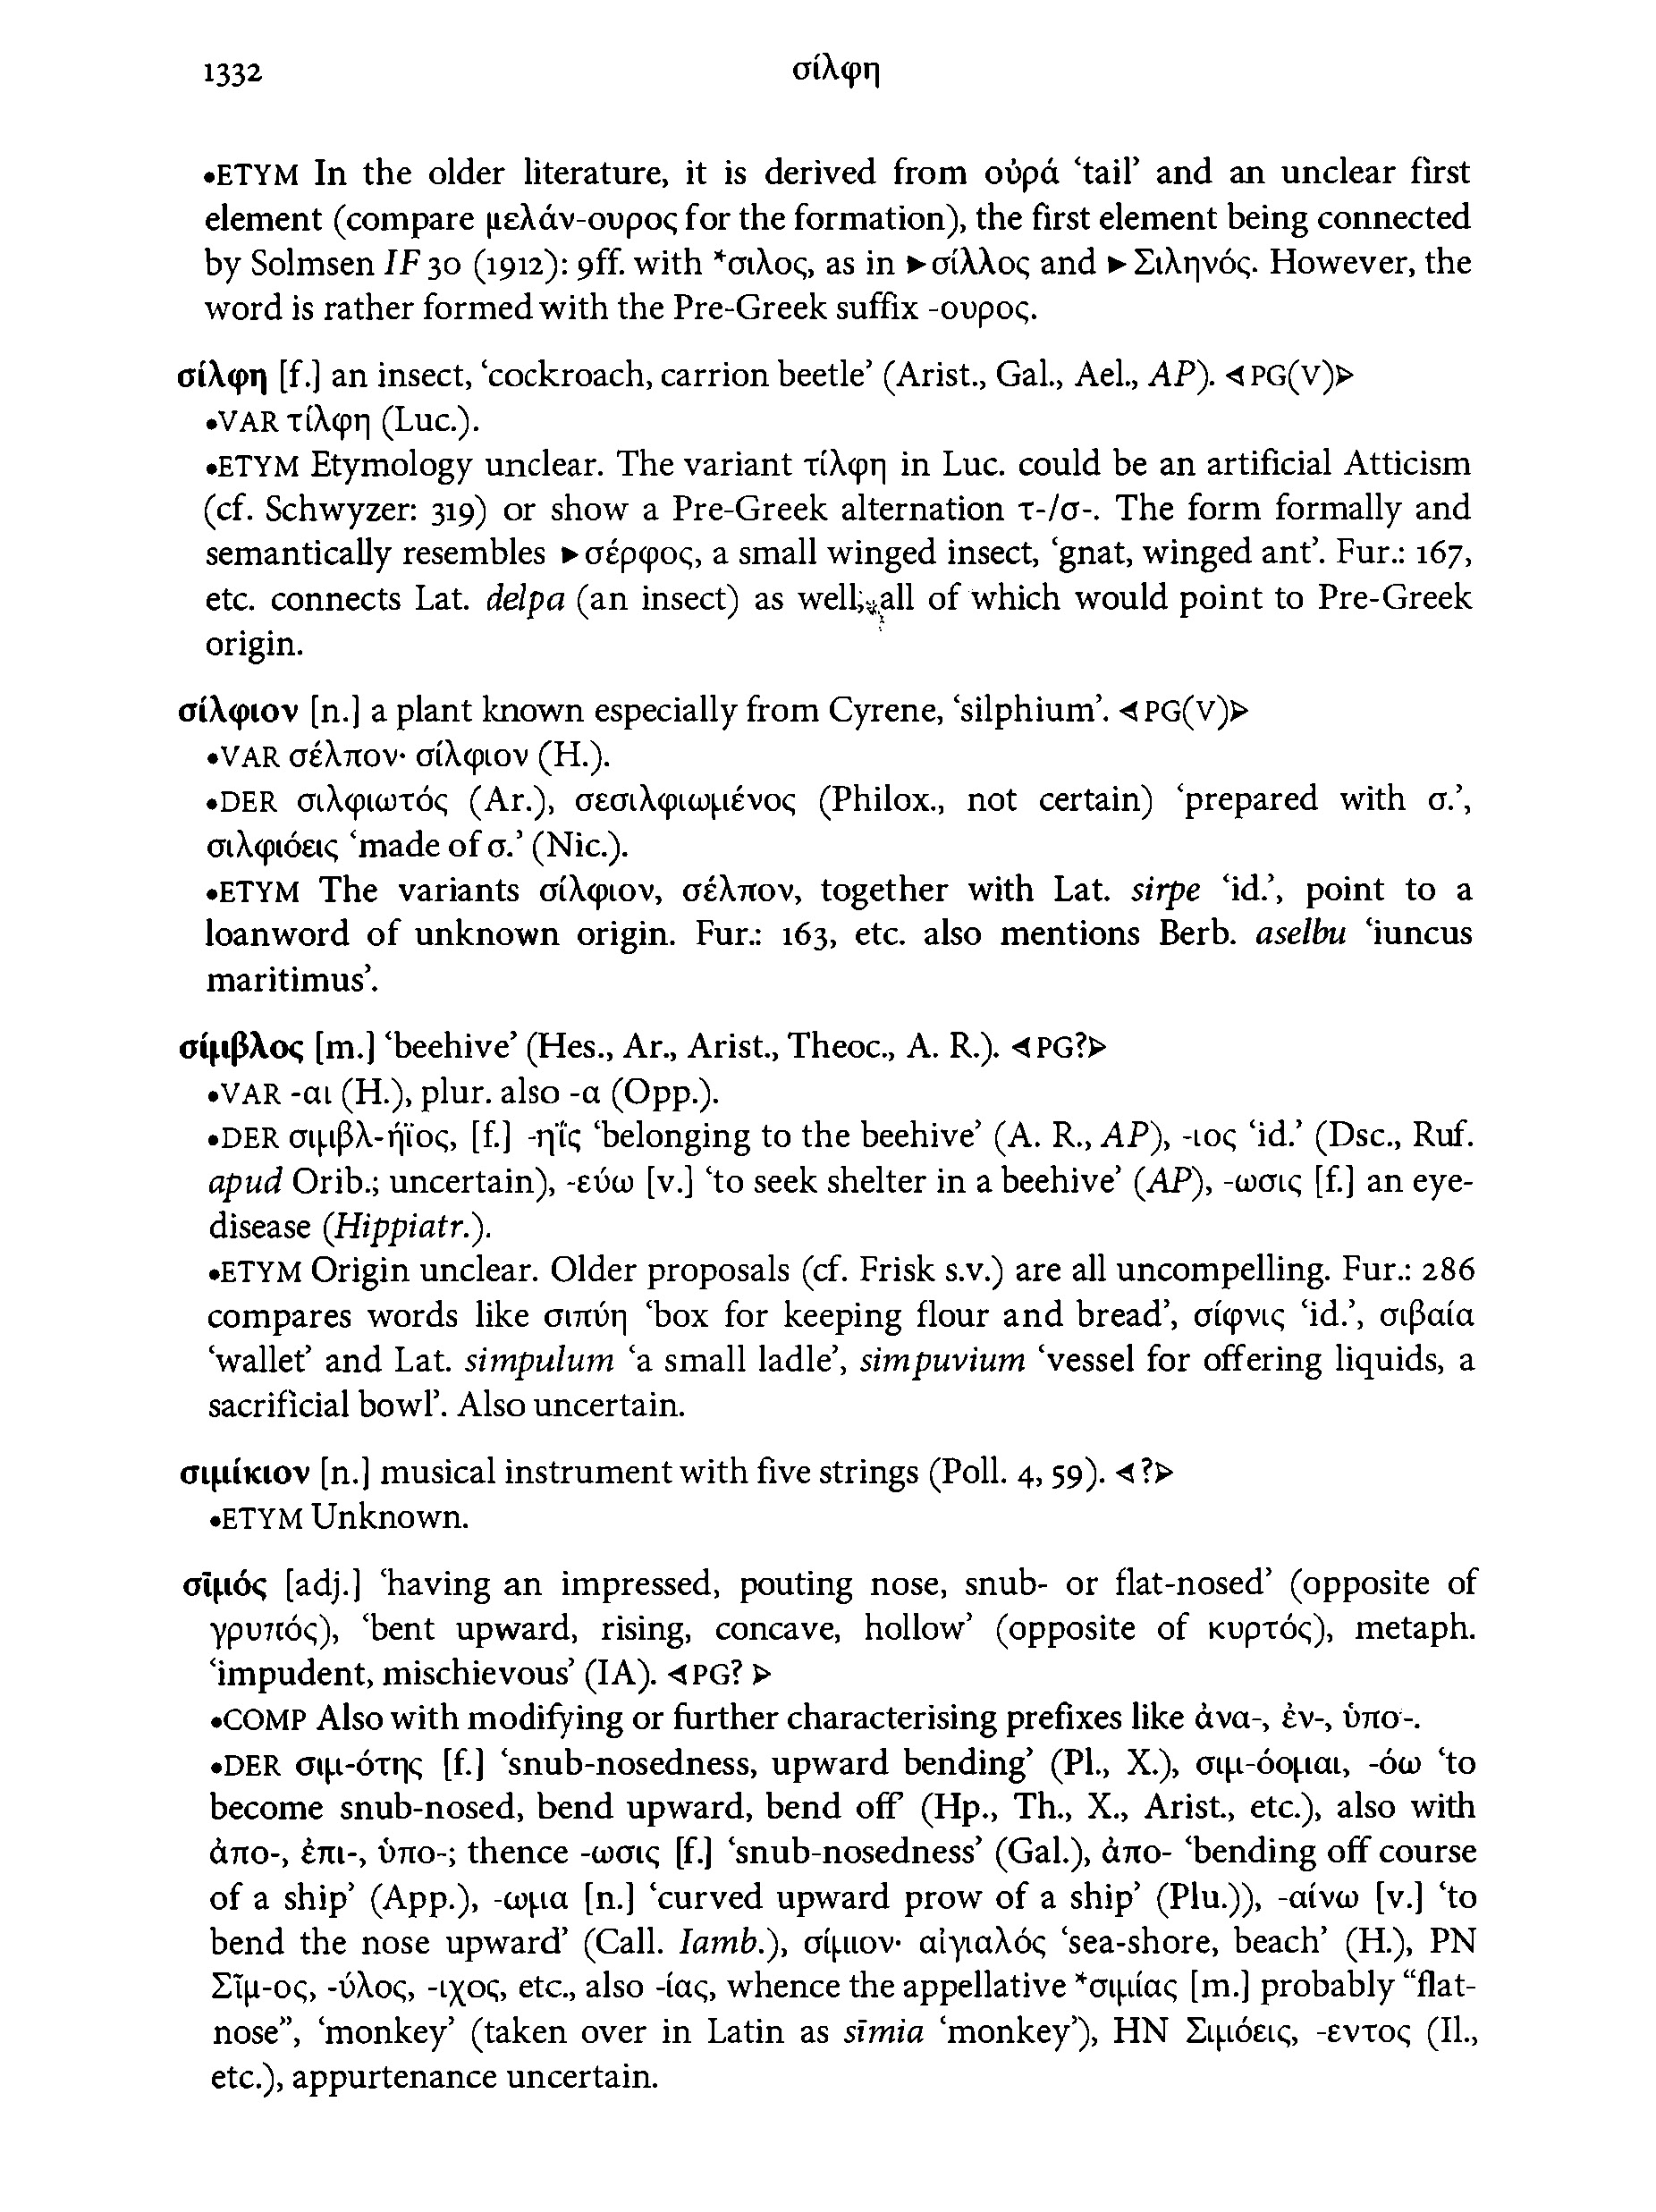 1332 σίλφη
•ETYM In the older literature, it is derived from οὐρά ‘tail’ and an unclear first
element (compare μελάν-ουρος for the formation), the first element being connected
by Solmsen IF 30 (1912): 9ff. with *σιλος, as in ►σίλλος and ►Σιληνός. However, the
word is rather formed with the Pre-Greek suffix -ουρος.
σίλφη [f.] an insect, ‘cockroach, carrion beetle’ (Arist., Gal., Ael., AP). ⊲PG(V)⊳
•VAR τίλφη (Luc.).
•ETYM Etymology unclear. The variant τίλφη in Luc. could be an artificial Atticism
(cf. Schwyzer: 319) or show a Pre-Greek alternation τ-/σ-. The form formally and
semantically resembles ►σέρφος, a small winged insect, ‘gnat, winged ant’. Fur.: 167,
etc. connects Lat. delpa (an insect) as well; all of which would point to Pre-Greek
origin.
σίλφιον [n.] a plant known especially from Cyrene, ‘silphium’. ⊲PG(V)⊳
•VAR σέλπον· σίλφιον (H.).
•DER σιλφιωτός (Ar.), σεσιλφιωμένος (Philox., not certain) ‘prepared with σ.’,
σιλφιόεις ‘made of σ.’ (Nic.).
•ETYM The variants σίλφιον, σέλπον, together with Lat. sirpe ‘id.’, point to a
loanword of unknown origin. Fur.: 163, etc. also mentions Berb. aselbu ‘iuncus
maritimus’.
σίμβλος [m.] ‘beehive’ (Hes., Ar., Arist., Theoc., A. R.). ⊲PG?⊳
•VAR -αι (H.), plur. also -α (Opp.).
•DER σιμβλ-ήϊος, [f.] -ηΐς ‘belonging to the beehive’ (A. R., AP), -ιος ‘id.’ (Dsc., Ruf.
apud Orib.; uncertain), -εύω [v.] ‘to seek shelter in a beehive’ (AP), -ωσις [f.] an eye-
disease (Hippiatr.).
•ETYM Origin unclear. Older proposals (cf. Frisk s.v.) are all uncompelling. Fur.: 286
compares words like σιπύη ‘box for keeping flour and bread’, σίφνις ‘id.’, σιβαία
‘wallet’ and Lat. simpulum ‘a small ladle’, simpuvium ‘vessel for offering liquids, a
sacrificial bowl’. Also uncertain.
σιμίκιον [n.] musical instrument with five strings (Poll. 4, 59). ⊲?⊳
•ETYM Unknown.
σῑμός [adj.] ‘having an impressed, pouting nose, snub- or flat-nosed’ (opposite of
γρυπός), ‘bent upward, rising, concave, hollow’ (opposite of κυρτός), metaph.
‘impudent, mischievous’ (IA). ⊲PG? ⊳
•COMP Also with modifying or further characterising prefixes like ἀνα-, ἐν-, ὑπο-.
•DER σιμ-ότης [f.] ‘snub-nosedness, upward bending’ (Pl., X.), σιμ-όομαι, -όω ‘to
become snub-nosed, bend upward, bend off’ (Hp., Th., X., Arist., etc.), also with
ἀπο-, ἐπι-, ὑπο-; thence -ωσις [f.] ‘snub-nosedness’ (Gal.), ἀπο- ‘bending off course
of a ship’ (App.), -ωμα [n.] ‘curved upward prow of a ship’ (Plu.)), -αίνω [v.] ‘to
bend the nose upward’ (Call. Iamb.), σίμιον· αἰγιαλός ‘sea-shore, beach’ (H.), PN
Σῖμ-ος, -ύλος, -ιχος, etc., also -ίας, whence the appellative *σιμίας [m.] probably “flat-
nose”, ‘monkey’ (taken over in Latin as sīmia ‘monkey’), HN Σιμόεις, -εντος (Il.,
etc.), appurtenance uncertain.